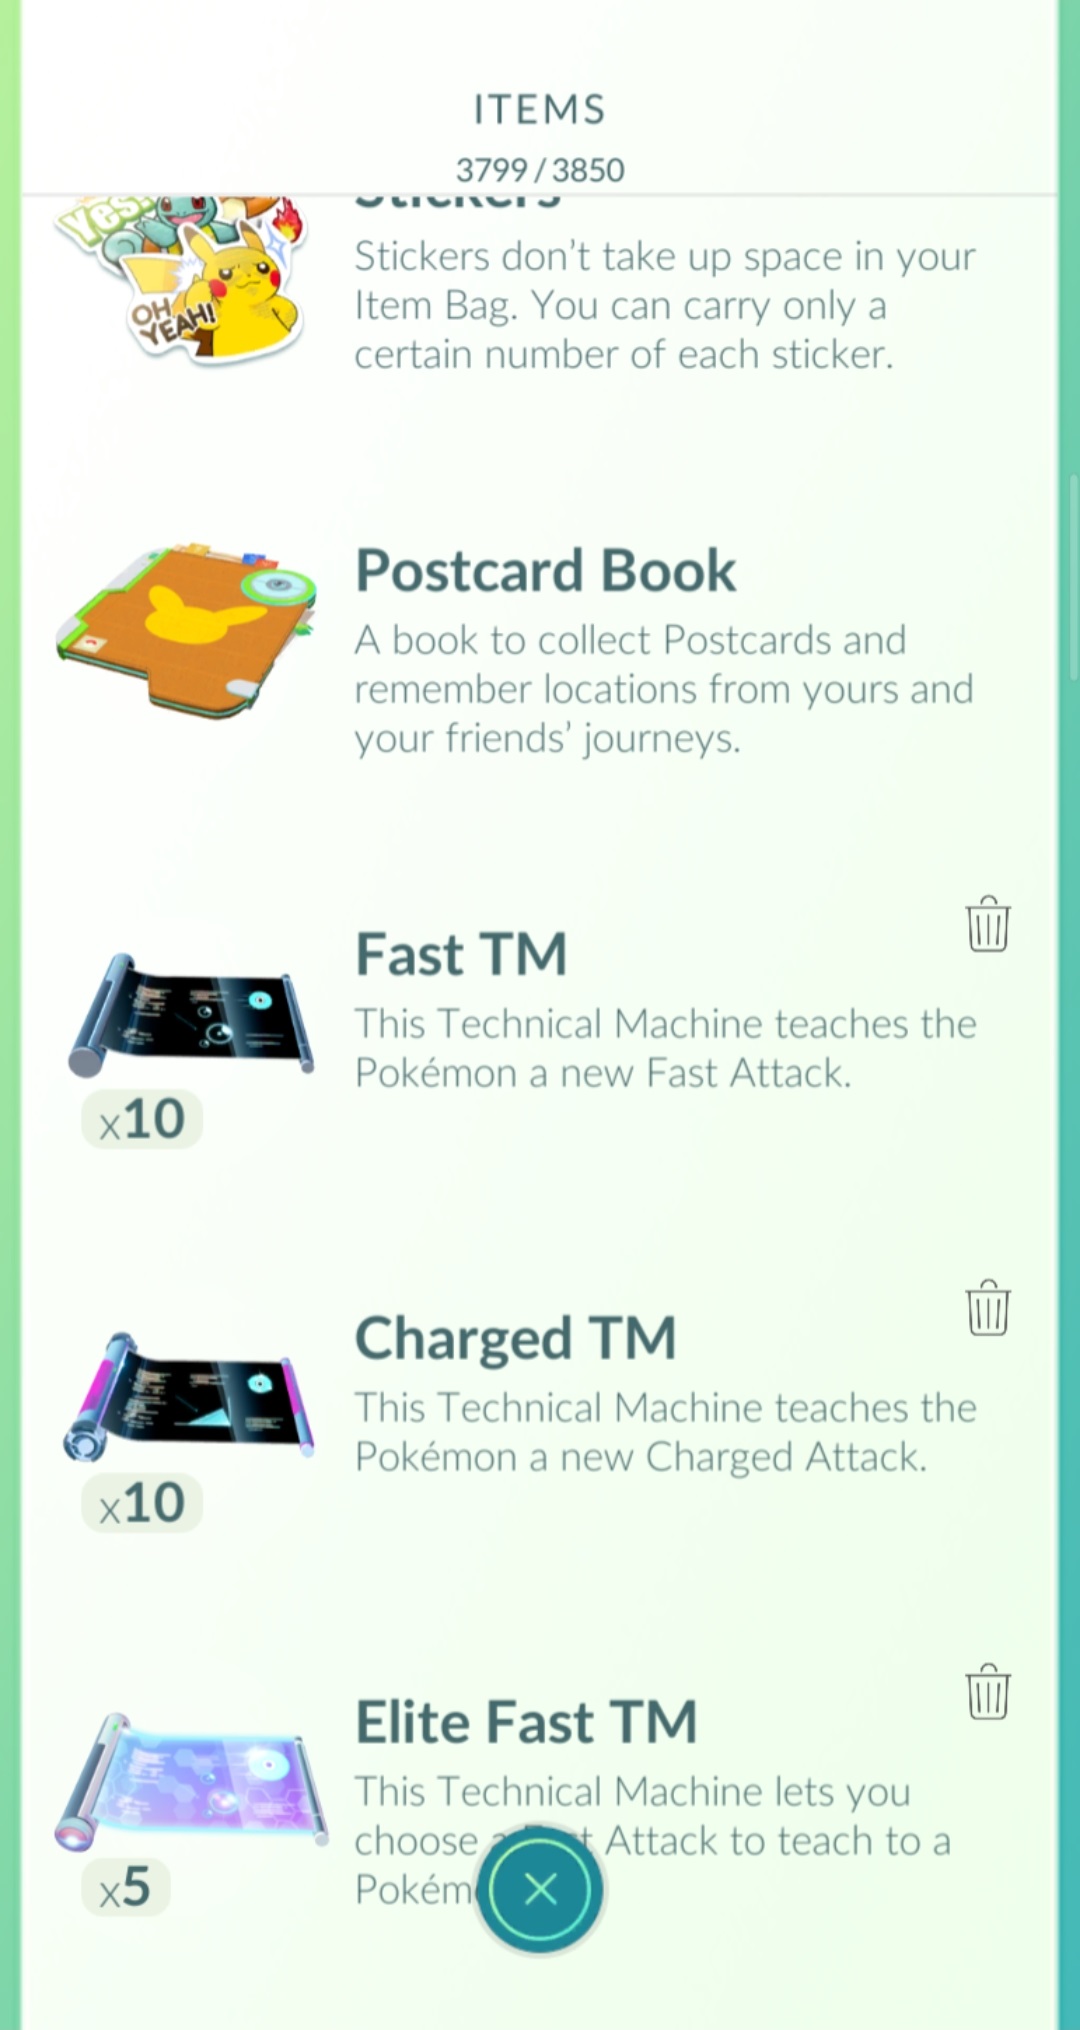 ITEMS
3799/3850
Stickers
Yes!
OH
YEAH!
Stickers don’t take up space in your
Item Bag. You can carry only a
certain number of each sticker.
Postcard Book
A book to collect Postcards and
remember locations from yours and
your friends’ journeys.
Fast TM
This Technical Machine teaches the
Pokémon a new Fast Attack.
x10
Charged TM
This Technical Machine teaches the
Pokémon a new Charged Attack.
x10
Elite Fast TM
This Technical Machine lets you
choose Attack to teach to a
x5